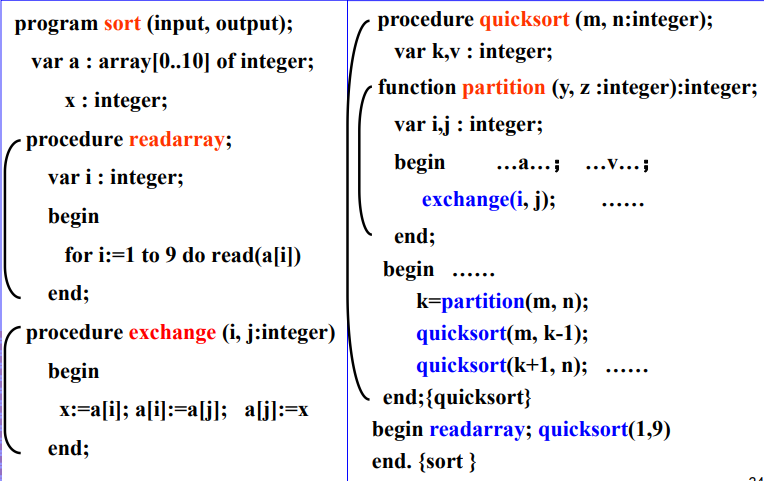 program sort (input, output);
var a : array[0..10] of integer;
x : integer;
procedure readarray;
var i : integer;
begin
for i:=1 to 9 do read(a[i])
end;
procedure exchange (i, j:integer)
begin
x:=a[i]; a[i]:=a[j]; a[j]:=x
end;
procedure quicksort (m, n:integer);
var k,v : integer;
function partition (y, z :integer):integer;
var i,j : integer;
begin …a…; …v…;
exchange(i, j); ……
end;
begin ……
k=partition(m, n);
quicksort(m, k-1);
quicksort(k+1, n); ……
end;{quicksort}
begin readarray; quicksort(1,9)
end. {sort }